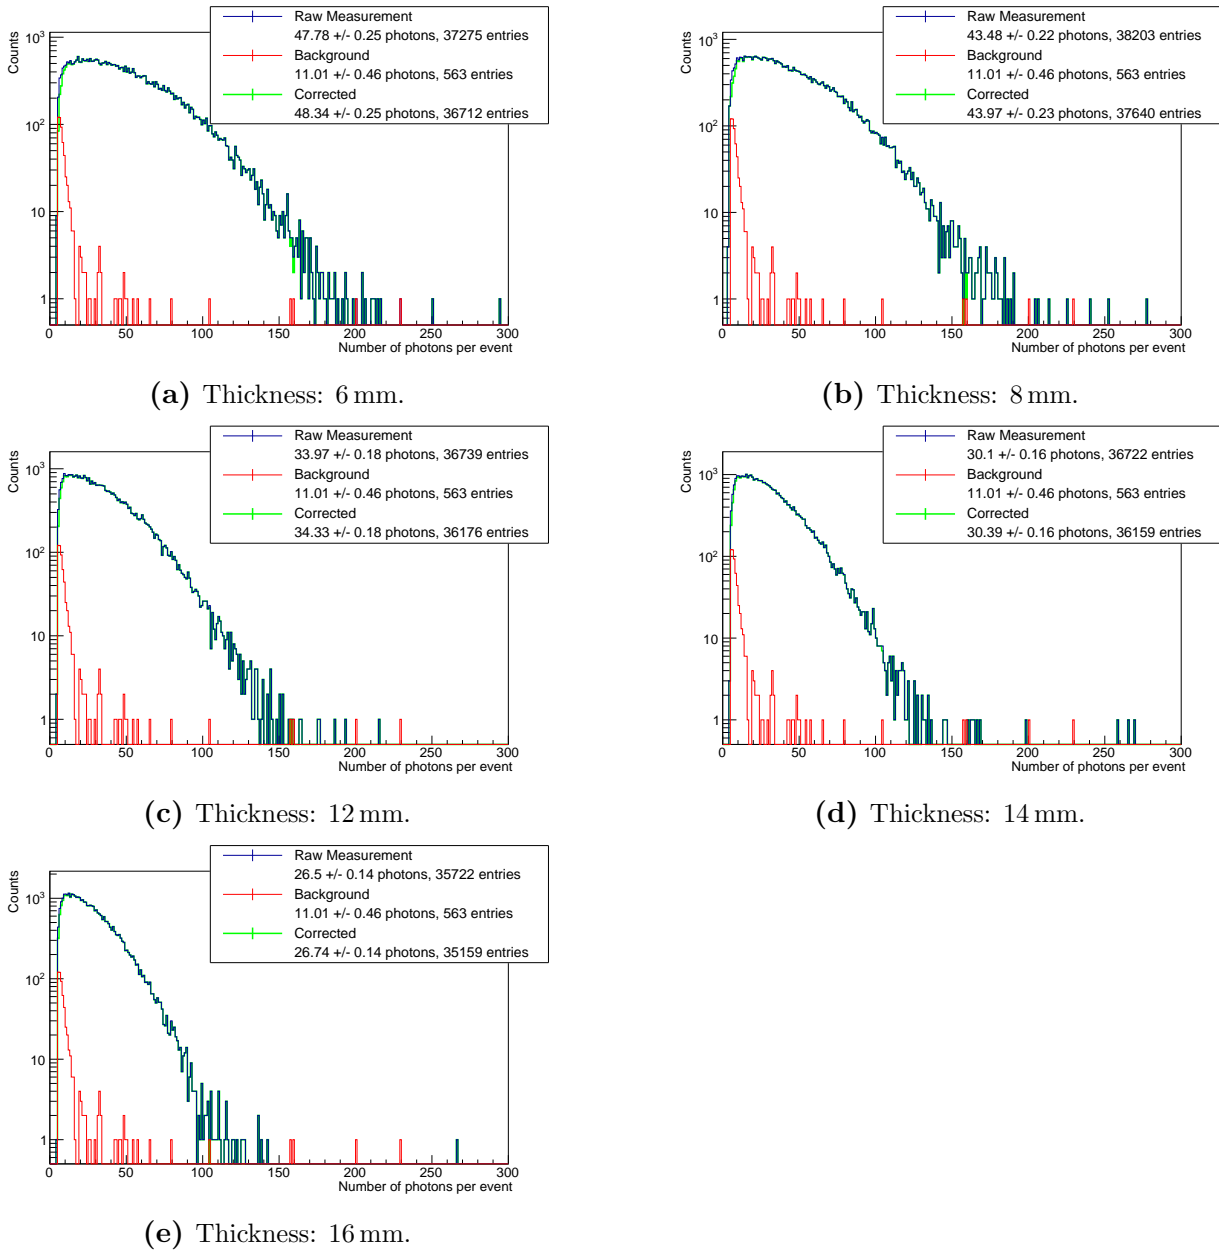 Raw Measurement
47.78 +/- 0.25 photons, 37275 entries
Background
11.01 +/- 0.46 photons, 563 entries
Corrected
48.34 +/- 0.25 photons, 36712 entries
Counts
10³
10²
10
1
0 50 100 150 200 250 300
Number of photons per event
(a) Thickness: 6 mm.
Raw Measurement
43.48 +/- 0.22 photons, 38203 entries
Background
11.01 +/- 0.46 photons, 563 entries
Corrected
43.97 +/- 0.23 photons, 37640 entries
Counts
10³
10²
10
1
0 50 100 150 200 250 300
Number of photons per event
(b) Thickness: 8 mm.
Raw Measurement
33.97 +/- 0.18 photons, 36739 entries
Background
11.01 +/- 0.46 photons, 563 entries
Corrected
34.33 +/- 0.18 photons, 36176 entries
Counts
10³
10²
10
1
0 50 100 150 200 250 300
Number of photons per event
(c) Thickness: 12 mm.
Raw Measurement
30.1 +/- 0.16 photons, 36722 entries
Background
11.01 +/- 0.46 photons, 563 entries
Corrected
30.39 +/- 0.16 photons, 36159 entries
Counts
10³
10²
10
1
0 50 100 150 200 250 300
Number of photons per event
(d) Thickness: 14 mm.
Raw Measurement
26.5 +/- 0.14 photons, 35722 entries
Background
11.01 +/- 0.46 photons, 563 entries
Corrected
26.74 +/- 0.14 photons, 35159 entries
Counts
10³
10²
10
1
0 50 100 150 200 250 300
Number of photons per event
(e) Thickness: 16 mm.